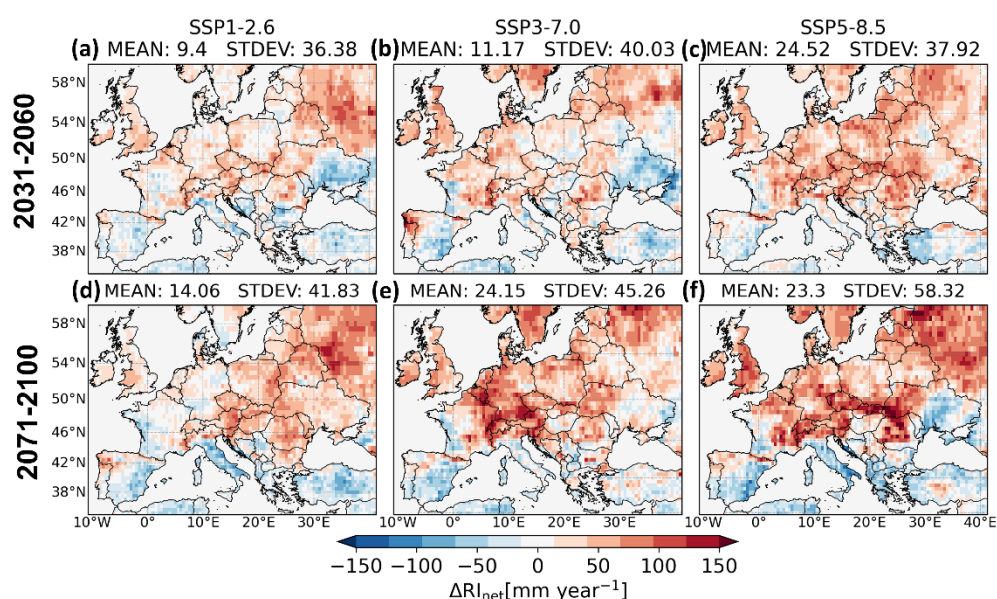 SSP1-2.6 SSP3-7.0 SSP5-8.5
(a) MEAN: 9.4 STDEV: 36.38 (b) MEAN: 11.17 STDEV: 40.03 (c) MEAN: 24.52 STDEV: 37.92
2031-2060
58°N
54°N
50°N
46°N
42°N
38°N
(d) MEAN: 14.06 STDEV: 41.83 (e) MEAN: 24.15 STDEV: 45.26 (f) MEAN: 23.3 STDEV: 58.32
2071-2100
58°N
54°N
50°N
46°N
42°N
38°N
10°W 0° 10°E 20°E 30°E 10°W 0° 10°E 20°E 30°E 10°W 0° 10°E 20°E 30°E 40°E
−150 −100 −50 0 50 100 150
ΔRI_net[mm year⁻¹]